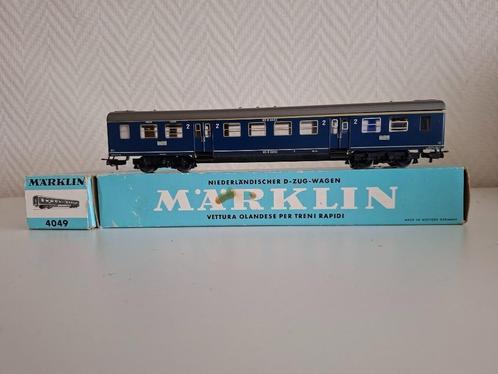 2 2 2
MÄRKLIN
4049
NIEDERLÄNDISCHER D-ZUG-WAGEN
MÄRKLIN
VETTURA OLANDESE PER TRENI RAPIDI
MADE IN WESTERN GERMANY